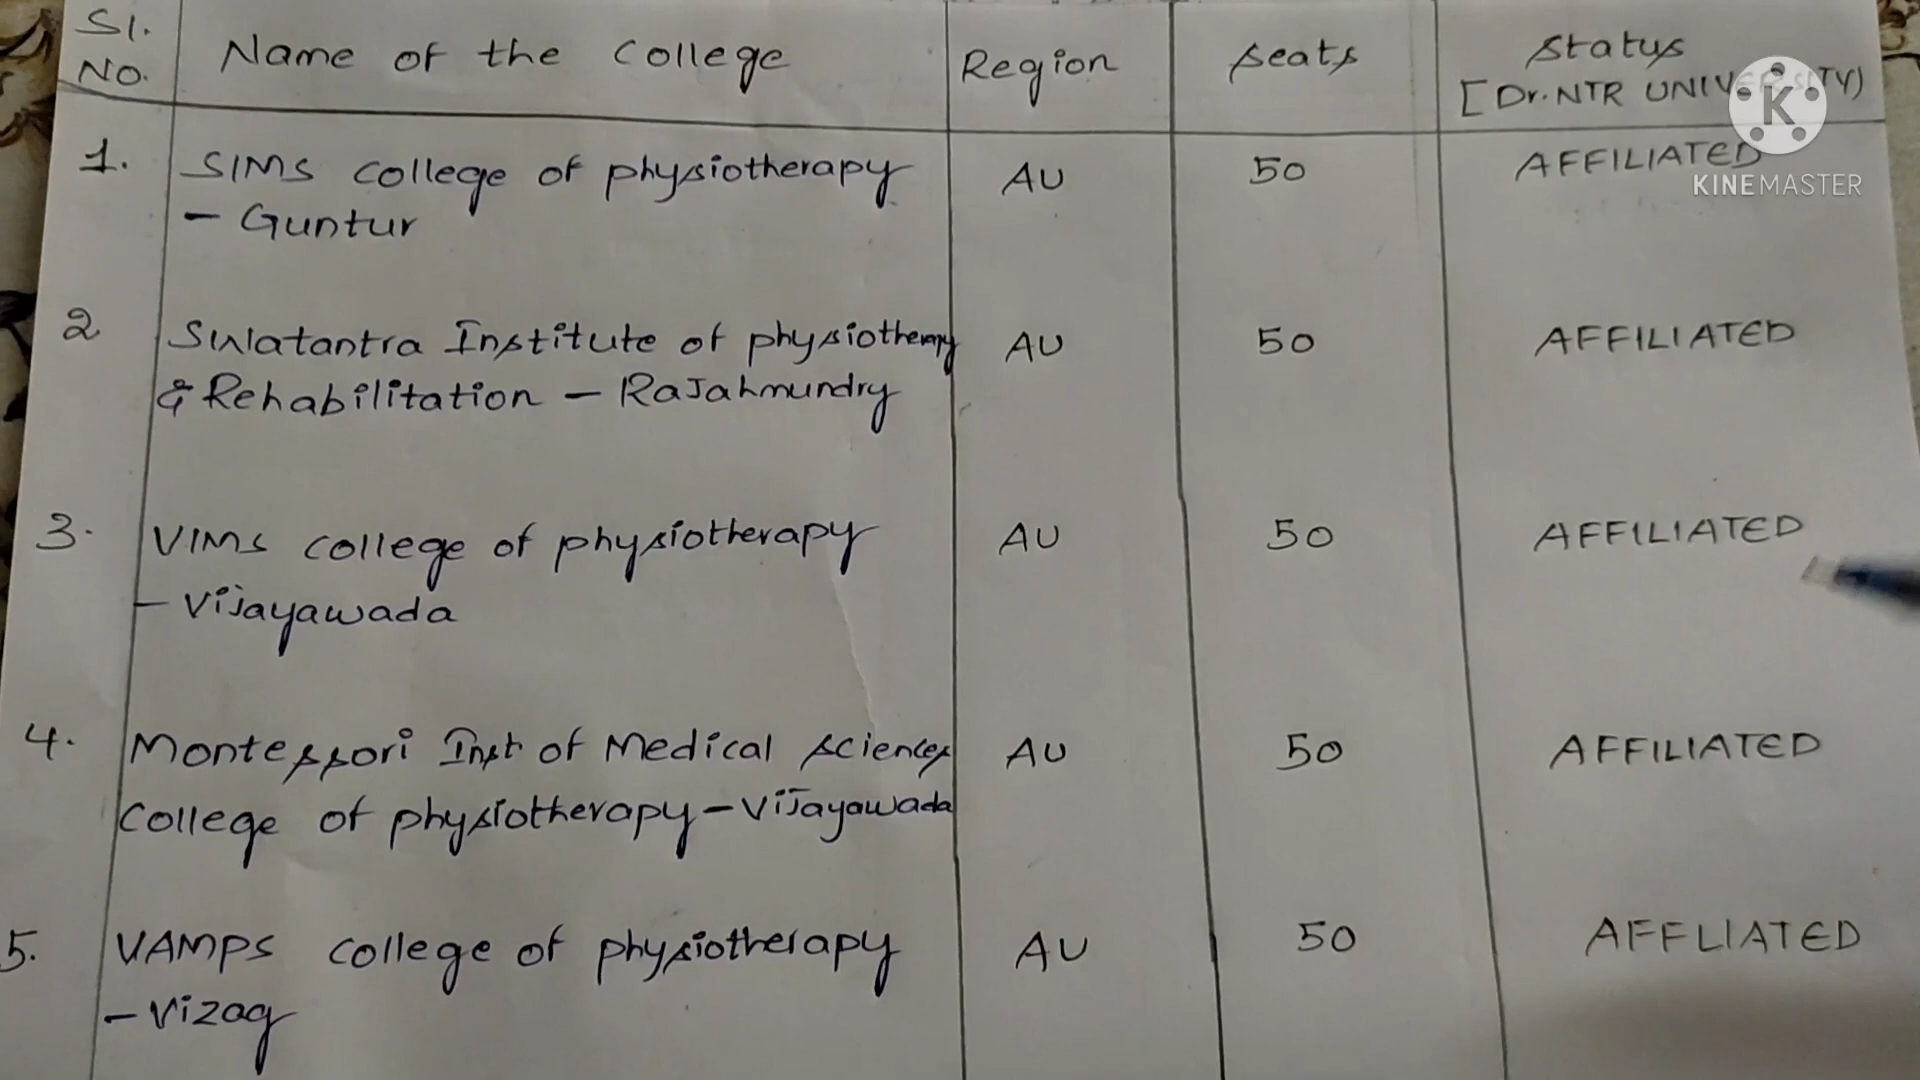 Sl. No. Name of the College Region seats Status
[Dr. NTR UNIVERSITY)
1. SIMS College of physiotherapy AU 50 AFFILIATED
- Guntur
2 Swatantra Institute of physiotherapy AU 50 AFFILIATED
& Rehabilitation - RaJahmundry
3. VIMS college of physiotherapy AU 50 AFFILIATED
- Vijayawada
4. Montessori Inst of Medical sciences AU 50 AFFILIATED
College of physiotherapy - Vijayawada
5. VAMPS college of physiotherapy AU 50 AFFLIATED
- Vizag
K
KINEMASTER